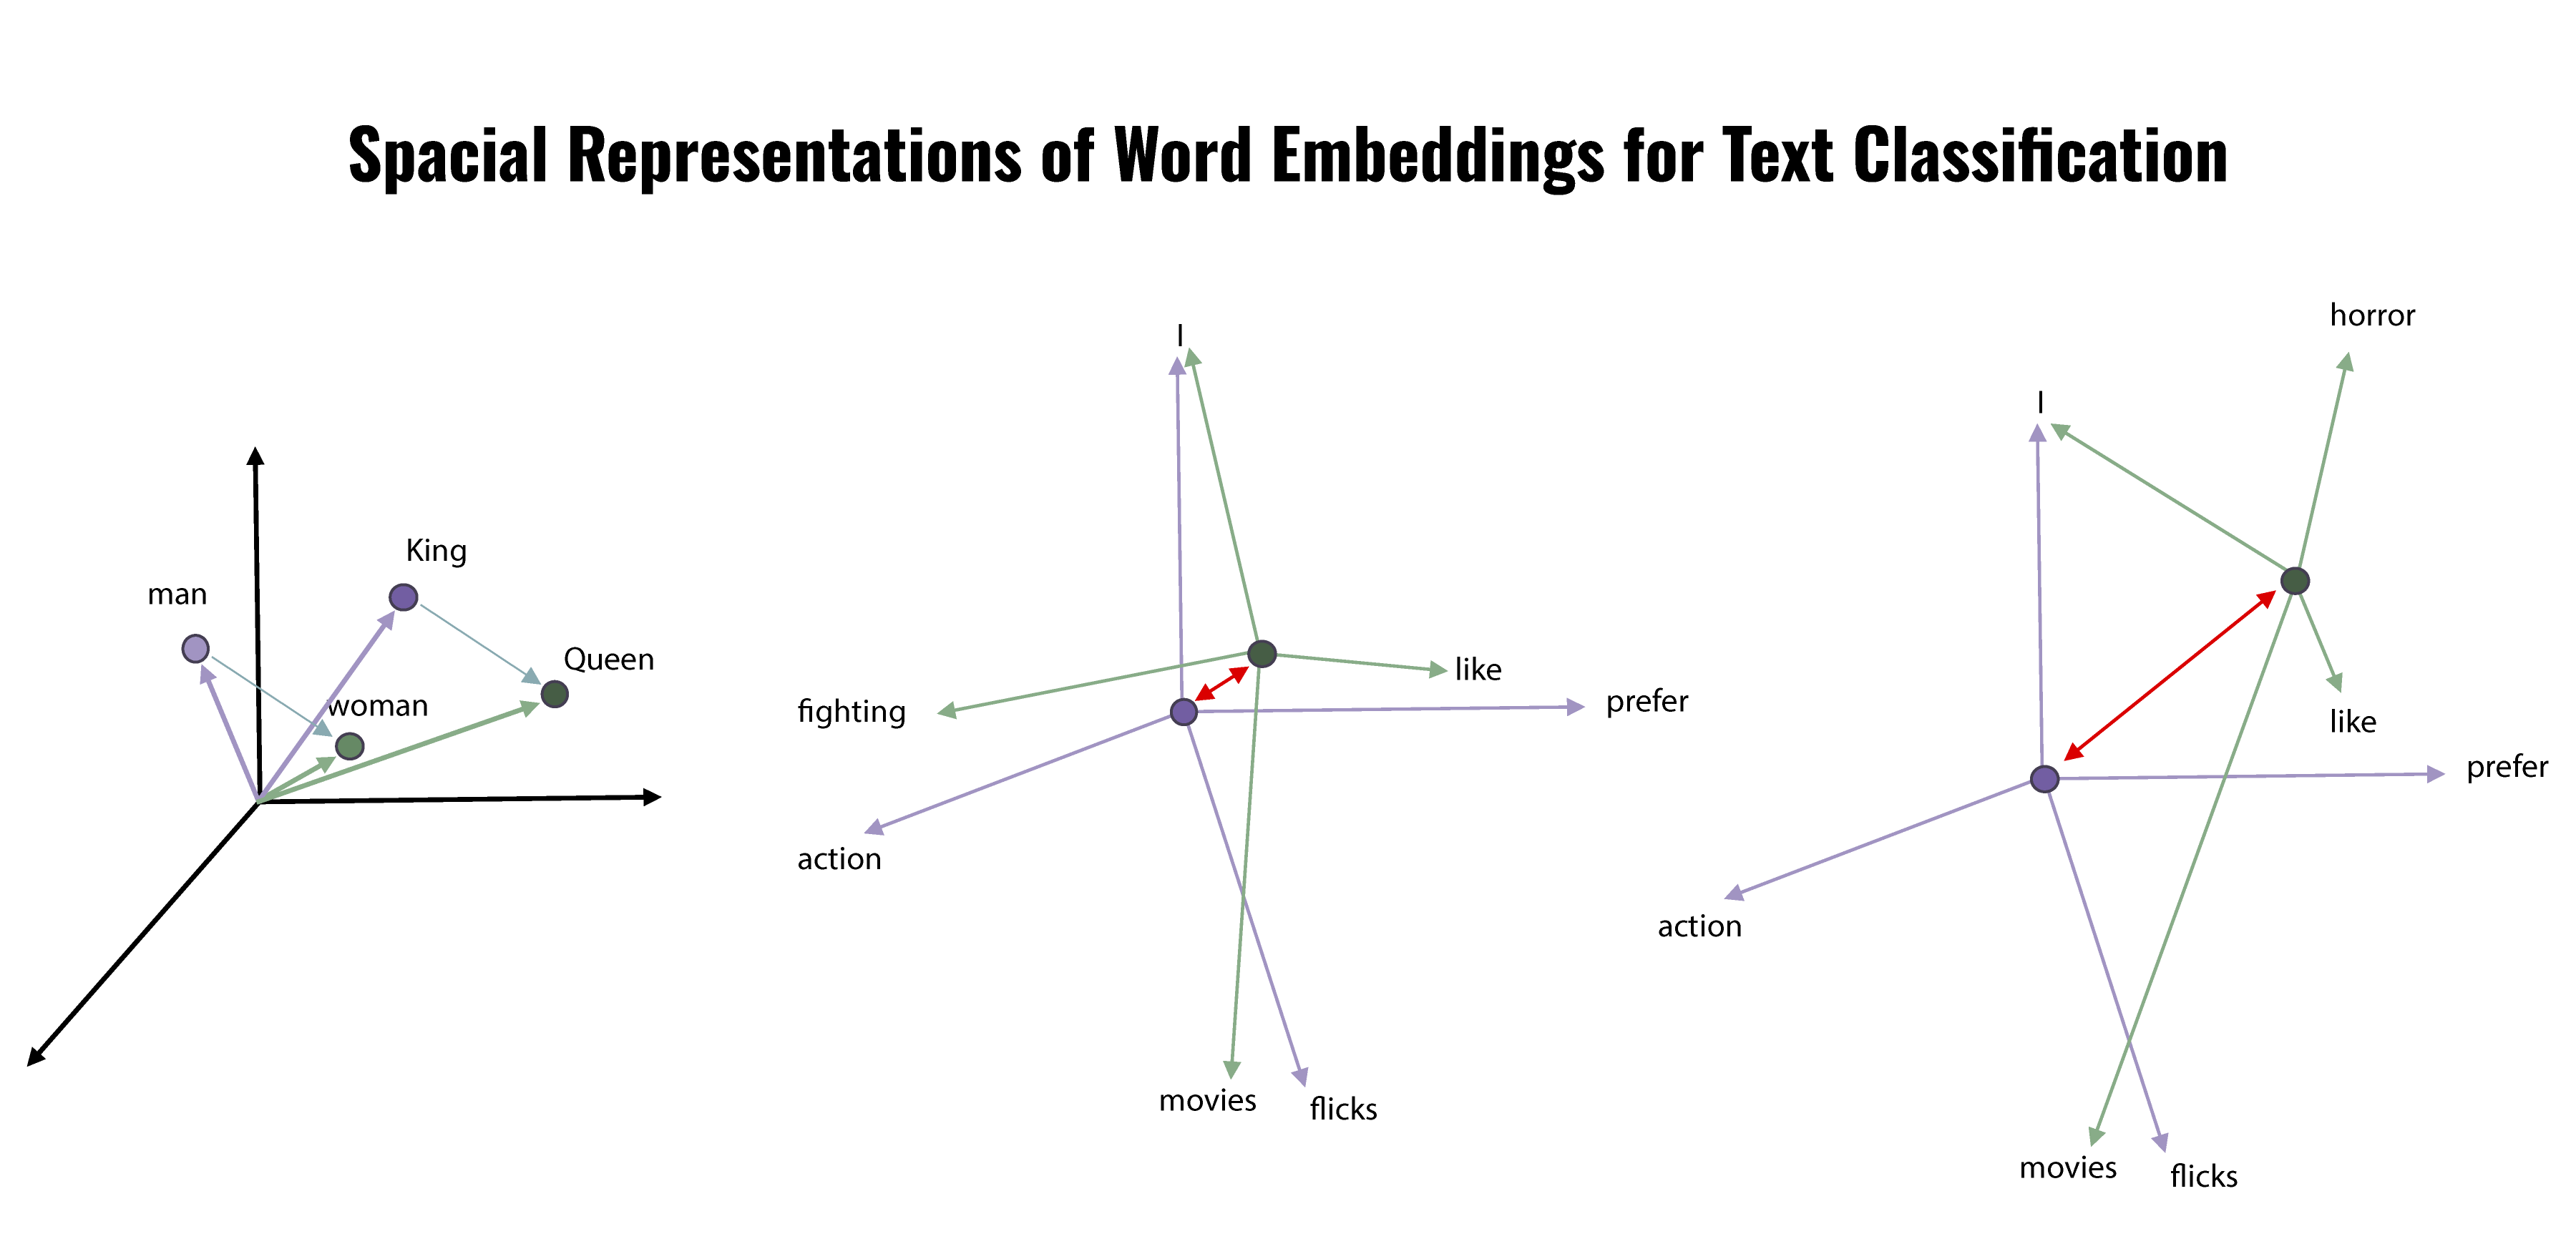 Spacial Representations of Word Embeddings for Text Classification
man
King
woman
Queen
I
fighting
like
prefer
action
movies
flicks
horror
I
like
prefer
action
movies
flicks